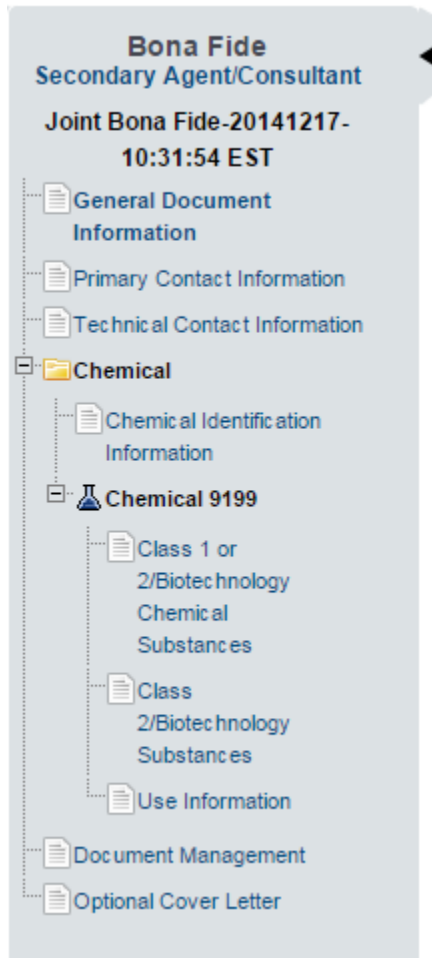 Bona Fide
Secondary Agent/Consultant
Joint Bona Fide-20141217-
10:31:54 EST
General Document
Information
Primary Contact Information
Technical Contact Information
Chemical
Chemical Identification
Information
Chemical 9199
Class 1 or
2/Biotechnology
Chemical
Substances
Class
2/Biotechnology
Substances
Use Information
Document Management
Optional Cover Letter